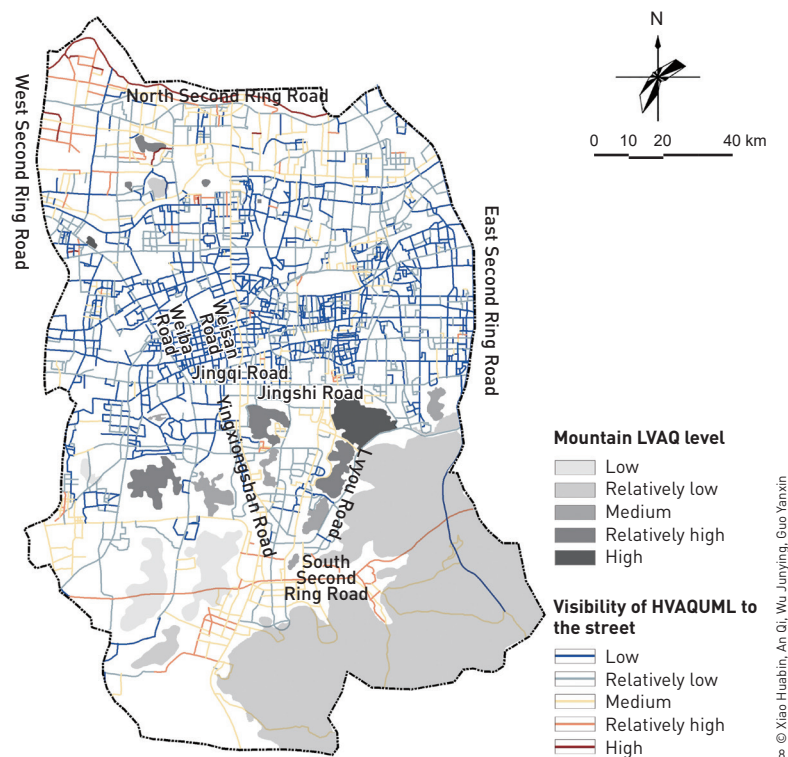 N
0 10 20 40 km
North Second Ring Road
West Second Ring Road
East Second Ring Road
Weiba
Road
Weisan
Road
Jingqi Road
Jingshi Road
Yingxiongshan Road
Lvyou Road
South
Second
Ring Road
Mountain LVAQ level
Low
Relatively low
Medium
Relatively high
High
Visibility of HVAQUML to
the street
Low
Relatively low
Medium
Relatively high
High
8 © Xiao Huabin, An Qi, Wu Junying, Guo Yanxin